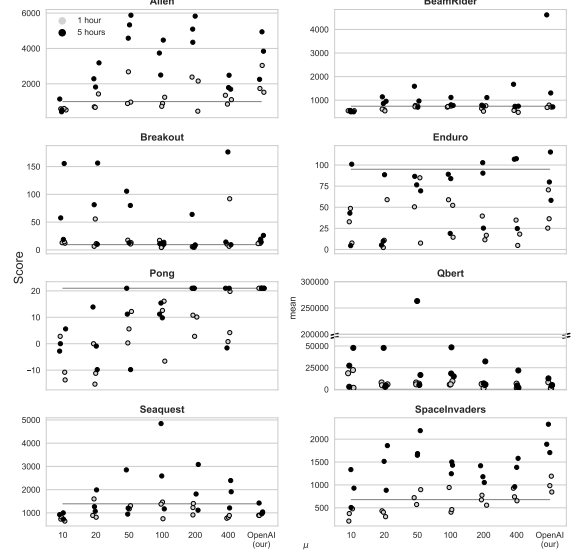 Alien
BeamRider
1 hour
5 hours
6000
4000
2000
4000
3000
2000
1000
Breakout
Enduro
150
100
50
0
100
75
50
25
0
Score
Pong
Qbert
20
10
0
−10
mean
300000
250000
200000
50000
25000
0
Seaquest
SpaceInvaders
5000
4000
3000
2000
1000
2000
1500
1000
500
10 20 50 100 200 400 OpenAI (our)
μ
10 20 50 100 200 400 OpenAI (our)